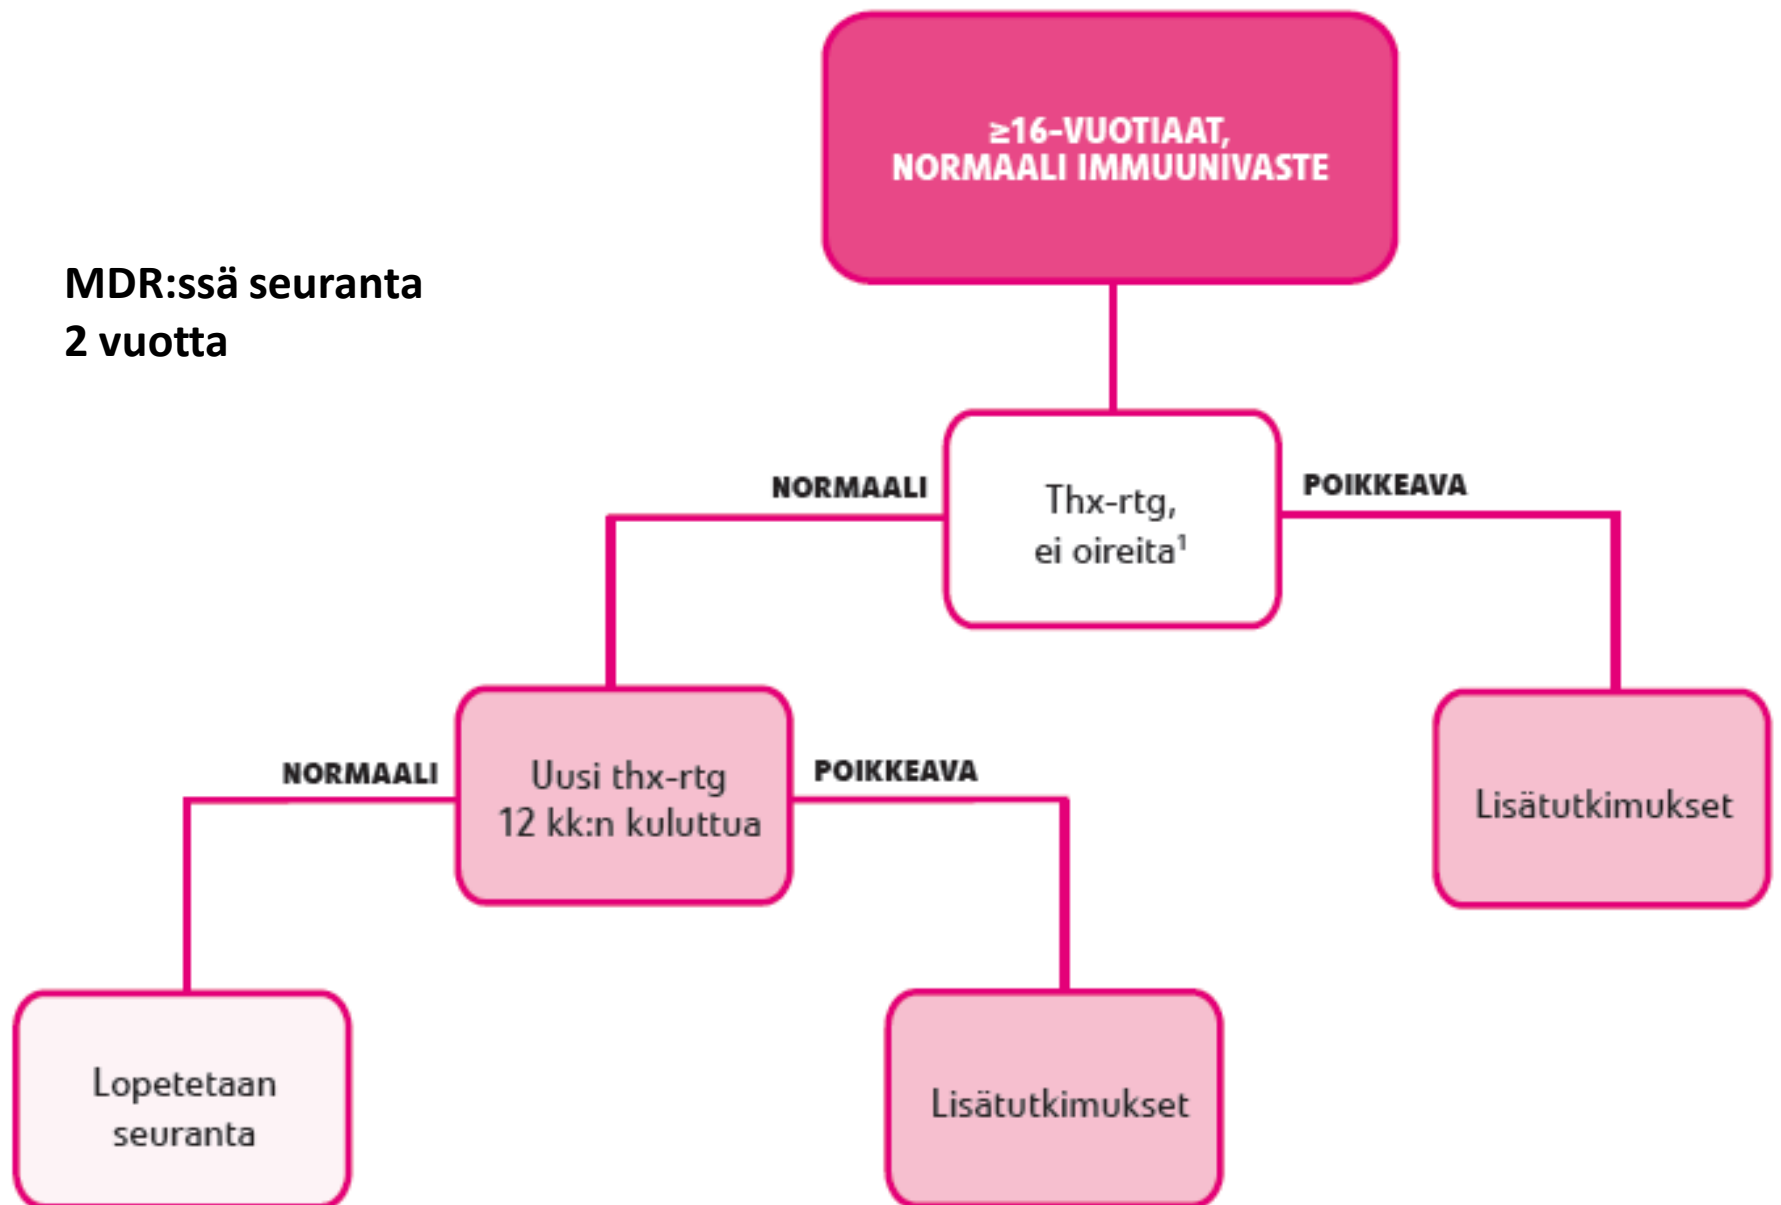 ≥16-VUOTIAAT,
NORMAALI IMMUUNIVASTE
MDR:ssä seuranta
2 vuotta
NORMAALI
Thx-rtg,
ei oireita¹
POIKKEAVA
NORMAALI
Uusi thx-rtg
12 kk:n kuluttua
POIKKEAVA
Lisätutkimukset
Lopetetaan
seuranta
Lisätutkimukset